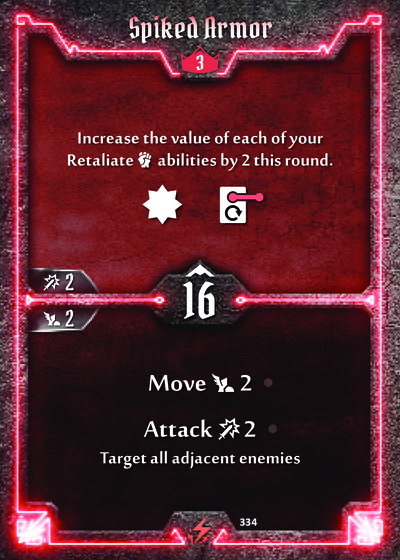 Spiked Armor
3
Increase the value of each of your
Retaliate abilities by 2 this round.
2
16
2
Move 2
Attack 2
Target all adjacent enemies
334